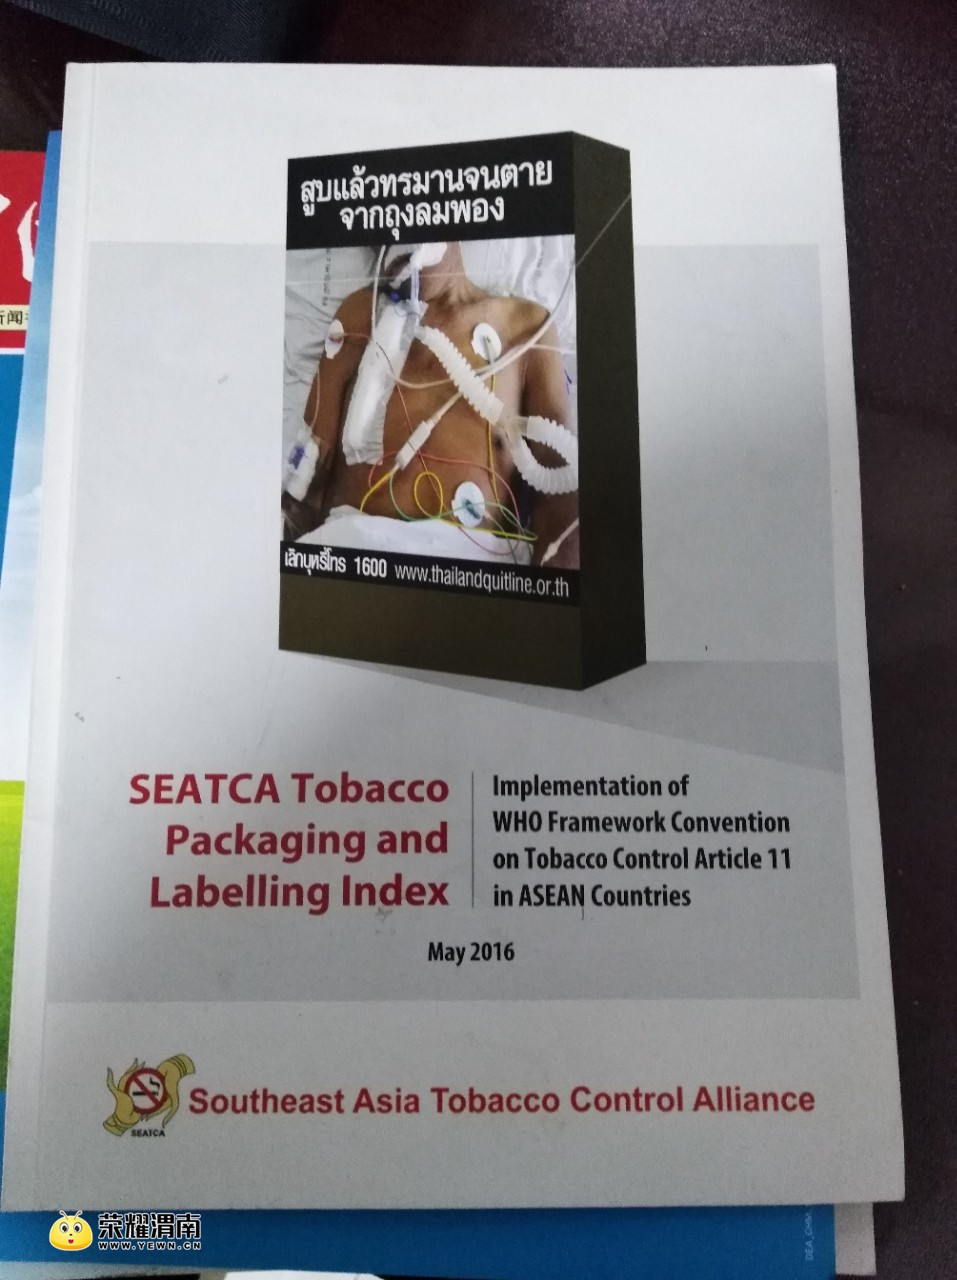 สูบแล้วทรมานจนตาย
จากถุงลมพอง
เลิกบุหรี่โทร 1600 www.thailandquitline.or.th
SEATCA Tobacco
Packaging and
Labelling Index
Implementation of
WHO Framework Convention
on Tobacco Control Article 11
in ASEAN Countries
May 2016
SEATCA
Southeast Asia Tobacco Control Alliance
新闻
荣耀渭南
WWW.YEWN.CN